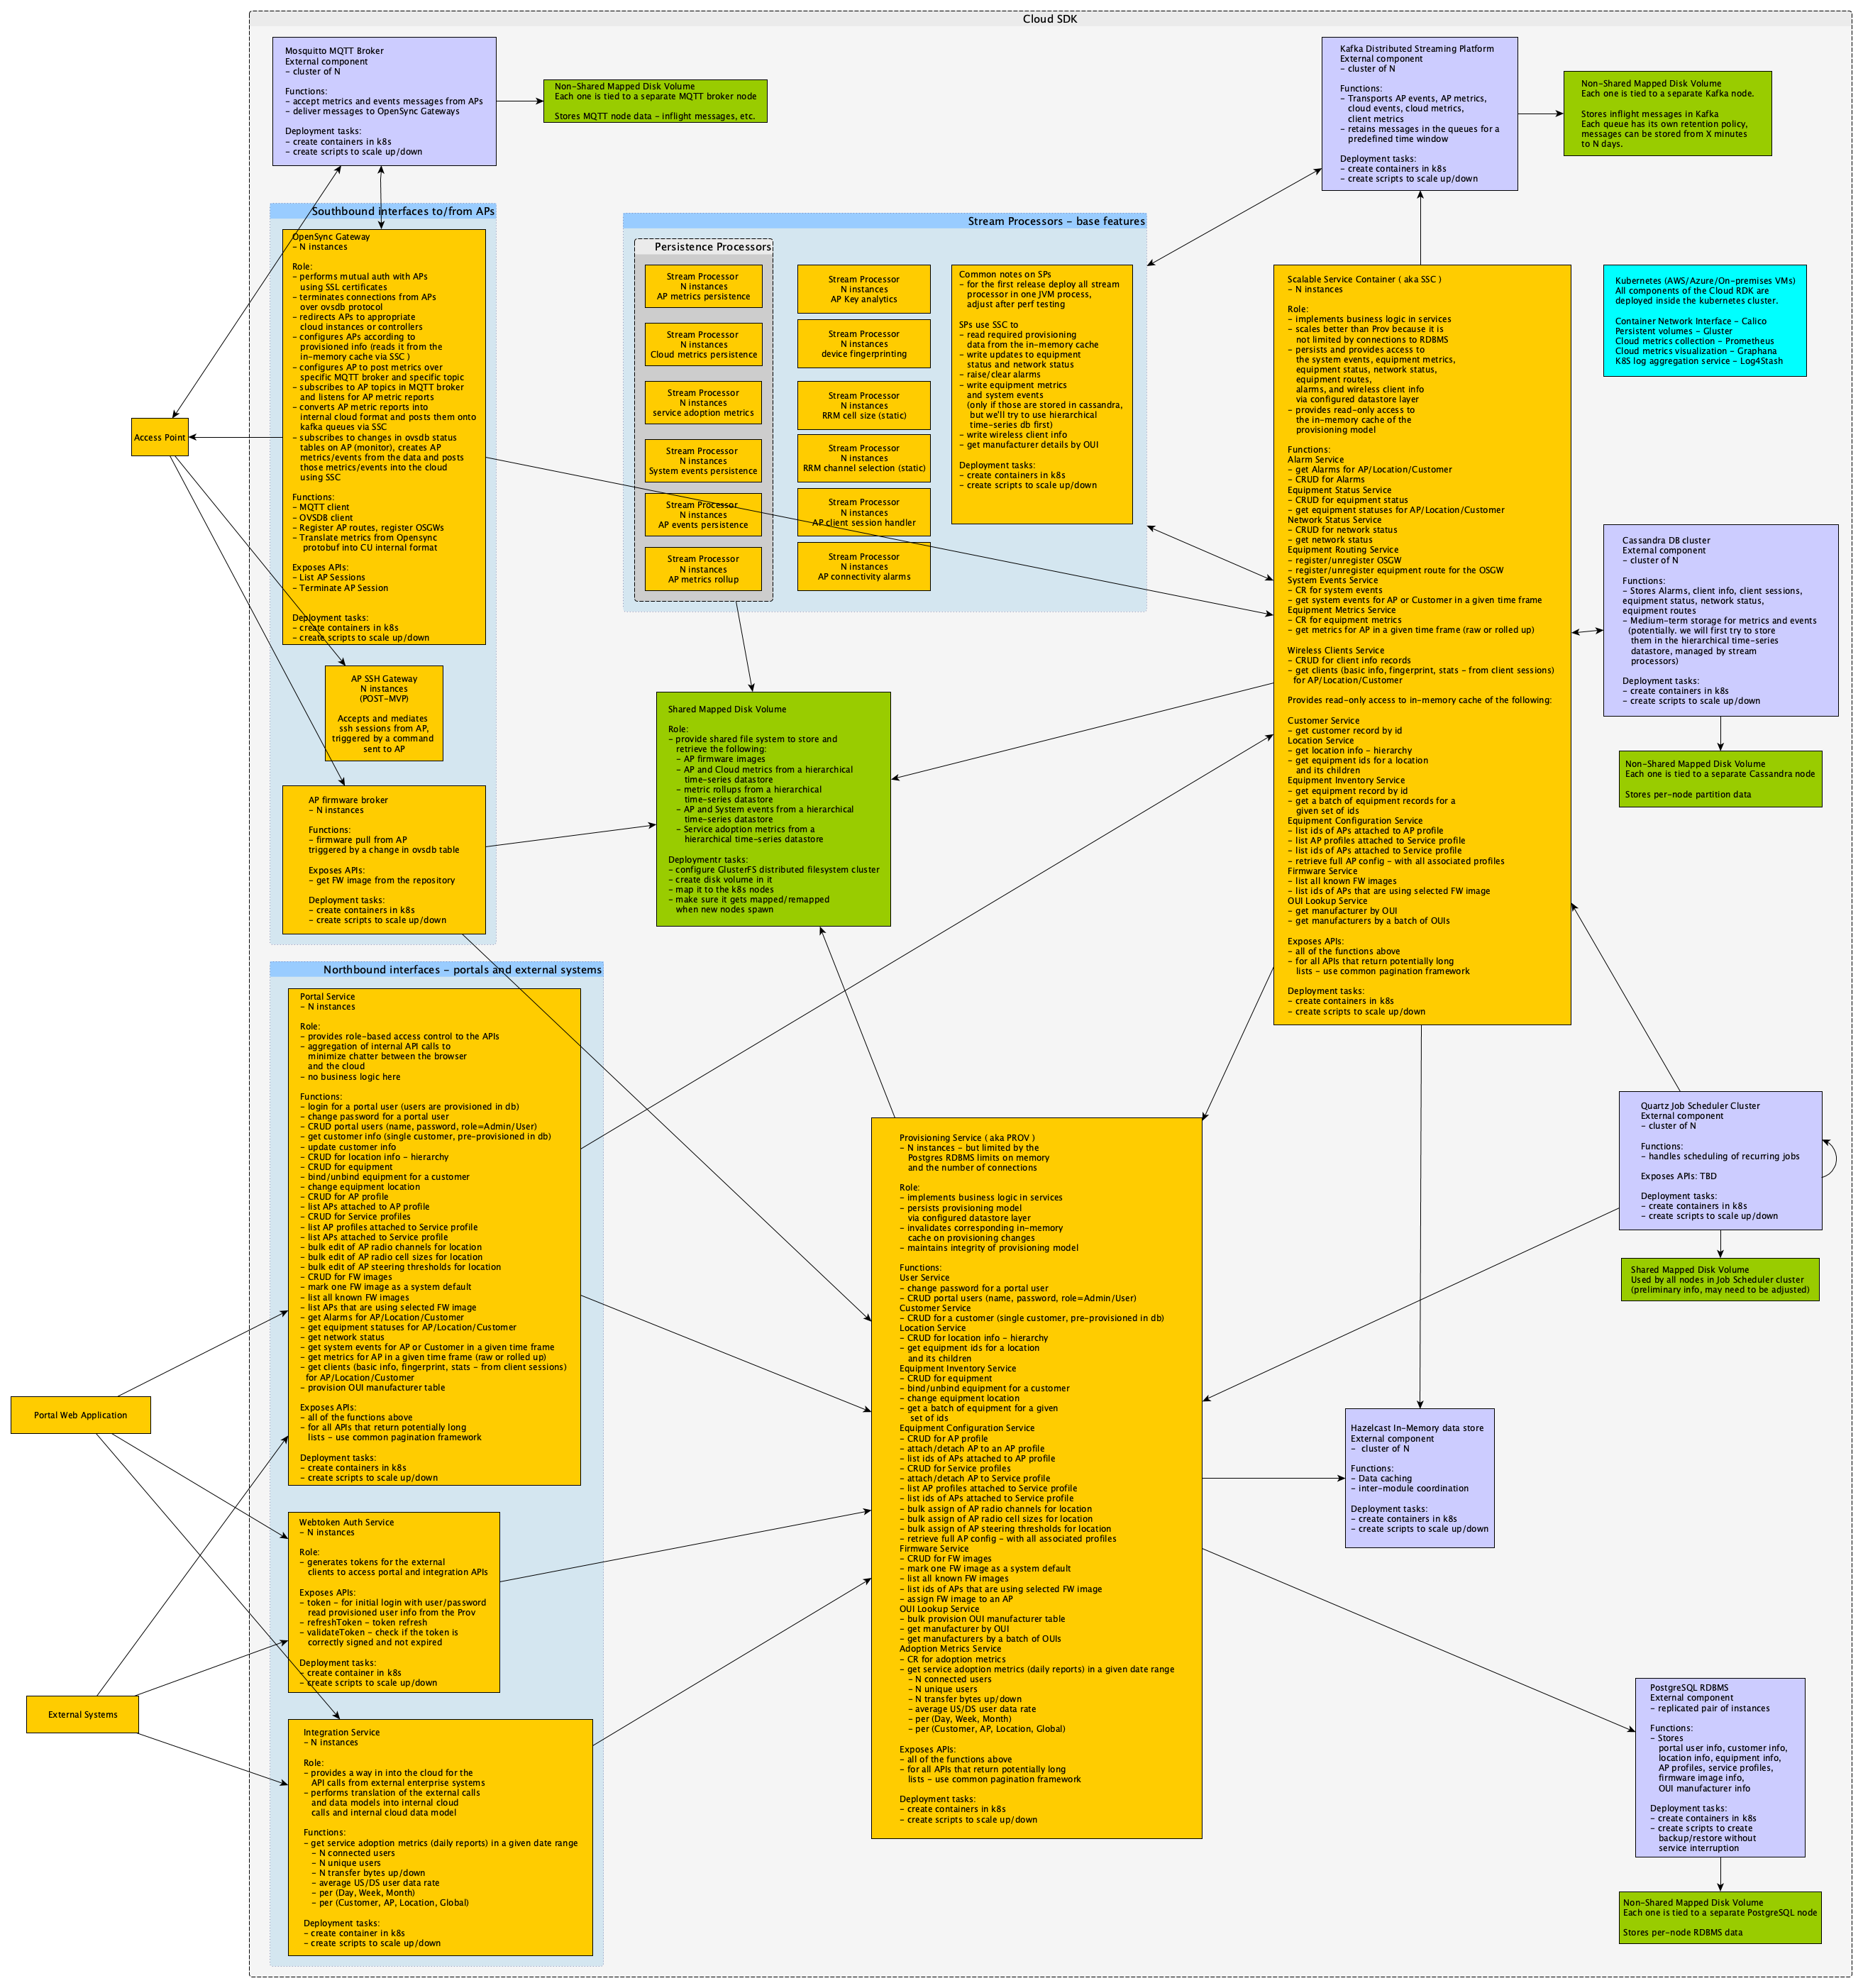 Cloud SDK
Mosquitto MQTT Broker
External component
- cluster of N
Functions:
- accept metrics and events messages from APs
- deliver messages to OpenSync Gateways
Deployment tasks:
- create containers in k8s
- create scripts to scale up/down
Non-Shared Mapped Disk Volume
Each one is tied to a separate MQTT broker node
Stores MQTT node data - inflight messages, etc.
Kafka Distributed Streaming Platform
External component
- cluster of N
Functions:
- Transports AP events, AP metrics,
cloud events, cloud metrics,
client metrics
- retains messages in the queues for a
predefined time window
Deployment tasks:
- create containers in k8s
- create scripts to scale up/down
Non-Shared Mapped Disk Volume
Each one is tied to a separate Kafka node.
Stores inflight messages in Kafka
Each queue has its own retention policy,
messages can be stored from X minutes
to N days.
Southbound interfaces to/from APs
OpenSync Gateway
- N instances
Role:
- performs mutual auth with APs
using SSL certificates
- terminates connections from APs
over ovsdb protocol
- redirects APs to appropriate
cloud instances or controllers
- configures APs according to
provisioned info (reads it from the
in-memory cache via SSC )
- configures AP to post metrics over
specific MQTT broker and specific topic
- subscribes to AP topics in MQTT broker
and listens for AP metric reports
- converts AP metric reports into
internal cloud format and posts them onto
kafka queues via SSC
- subscribes to changes in ovsdb status
tables on AP (monitor), creates AP
metrics/events from the data and posts
those metrics/events into the cloud
using SSC
Functions:
- MQTT client
- OVSDB client
- Register AP routes, register OSGWs
- Translate metrics from Opensync
protobuf into CU internal format
Exposes APIs:
- List AP Sessions
- Terminate AP Session
Deployment tasks:
- create containers in k8s
- create scripts to scale up/down
Access Point
AP SSH Gateway
N instances
(POST-MVP)
Accepts and mediates
ssh sessions from AP,
triggered by a command
sent to AP
AP firmware broker
- N instances
Functions:
- firmware pull from AP
triggered by a change in ovsdb table
Exposes APIs:
- get FW image from the repository
Deployment tasks:
- create containers in k8s
- create scripts to scale up/down
Stream Processors - base features
Persistence Processors
Stream Processor
N instances
AP metrics persistence
Stream Processor
N instances
Cloud metrics persistence
Stream Processor
N instances
service adoption metrics
Stream Processor
N instances
System events persistence
Stream Processor
N instances
AP events persistence
Stream Processor
N instances
AP metrics rollup
Stream Processor
N instances
AP Key analytics
Stream Processor
N instances
device fingerprinting
Stream Processor
N instances
RRM cell size (static)
Stream Processor
N instances
RRM channel selection (static)
Stream Processor
N instances
AP client session handler
Stream Processor
N instances
AP connectivity alarms
Common notes on SPs
- for the first release deploy all stream
processor in one JVM process,
adjust after perf testing
SPs use SSC to
- read required provisioning
data from the in-memory cache
- write updates to equipment
status and network status
- raise/clear alarms
- write equipment metrics
and system events
(only if those are stored in cassandra,
but we'll try to use hierarchical
time-series db first)
- write wireless client info
- get manufacturer details by OUI
Deployment tasks:
- create containers in k8s
- create scripts to scale up/down
Scalable Service Container ( aka SSC )
- N instances
Role:
- implements business logic in services
- scales better than Prov because it is
not limited by connections to RDBMS
- persists and provides access to
the system events, equipment metrics,
equipment status, network status,
equipment routes,
alarms, and wireless client info
via configured datastore layer
- provides read-only access to
the in-memory cache of the
provisioning model
Functions:
Alarm Service
- get Alarms for AP/Location/Customer
- CRUD for Alarms
Equipment Status Service
- CRUD for equipment status
- get equipment statuses for AP/Location/Customer
Network Status Service
- CRUD for network status
- get network status
Equipment Routing Service
- register/unregister OSGW
- register/unregister equipment route for the OSGW
System Events Service
- CR for system events
- get system events for AP or Customer in a given time frame
Equipment Metrics Service
- CR for equipment metrics
- get metrics for AP in a given time frame (raw or rolled up)
Wireless Clients Service
- CRUD for client info records
- get clients (basic info, fingerprint, stats - from client sessions)
for AP/Location/Customer
Provides read-only access to in-memory cache of the following:
Customer Service
- get customer record by id
Location Service
- get location info - hierarchy
- get equipment ids for a location
and its children
Equipment Inventory Service
- get equipment record by id
- get a batch of equipment records for a
given set of ids
Equipment Configuration Service
- list ids of APs attached to AP profile
- list AP profiles attached to Service profile
- list ids of APs attached to Service profile
- retrieve full AP config - with all associated profiles
Firmware Service
- list all known FW images
- list ids of APs that are using selected FW image
OUI Lookup Service
- get manufacturer by OUI
- get manufacturers by a batch of OUIs
Exposes APIs:
- all of the functions above
- for all APIs that return potentially long
lists - use common pagination framework
Deployment tasks:
- create containers in k8s
- create scripts to scale up/down
Kubernetes (AWS/Azure/On-premises VMs)
All components of the Cloud RDK are
deployed inside the kubernetes cluster.
Container Network Interface - Calico
Persistent volumes - Gluster
Cloud metrics collection - Prometheus
Cloud metrics visualization - Graphana
K8S log aggregation service - Log4Stash
Cassandra DB cluster
External component
- cluster of N
Functions:
- Stores Alarms, client info, client sessions,
equipment status, network status,
equipment routes
- Medium-term storage for metrics and events
(potentially. we will first try to store
them in the hierarchical time-series
datastore, managed by stream
processors)
Deployment tasks:
- create containers in k8s
- create scripts to scale up/down
Non-Shared Mapped Disk Volume
Each one is tied to a separate Cassandra node
Stores per-node partition data
Shared Mapped Disk Volume
Role:
- provide shared file system to store and
retrieve the following:
- AP firmware images
- AP and Cloud metrics from a hierarchical
time-series datastore
- metric rollups from a hierarchical
time-series datastore
- AP and System events from a hierarchical
time-series datastore
- Service adoption metrics from a
hierarchical time-series datastore
Deploymentr tasks:
- configure GlusterFS distributed filesystem cluster
- create disk volume in it
- map it to the k8s nodes
- make sure it gets mapped/remapped
when new nodes spawn
Northbound interfaces - portals and external systems
Portal Service
- N instances
Role:
- provides role-based access control to the APIs
- aggregation of internal API calls to
minimize chatter between the browser
and the cloud
- no business logic here
Functions:
- login for a portal user (users are provisioned in db)
- change password for a portal user
- CRUD portal users (name, password, role=Admin/User)
- get customer info (single customer, pre-provisioned in db)
- update customer info
- CRUD for location info - hierarchy
- CRUD for equipment
- bind/unbind equipment for a customer
- change equipment location
- CRUD for AP profile
- list APs attached to AP profile
- CRUD for Service profiles
- list AP profiles attached to Service profile
- list APs attached to Service profile
- bulk edit of AP radio channels for location
- bulk edit of AP radio cell sizes for location
- bulk edit of AP steering thresholds for location
- CRUD for FW images
- mark one FW image as a system default
- list all known FW images
- list APs that are using selected FW image
- get Alarms for AP/Location/Customer
- get equipment statuses for AP/Location/Customer
- get network status
- get system events for AP or Customer in a given time frame
- get metrics for AP in a given time frame (raw or rolled up)
- get clients (basic info, fingerprint, stats - from client sessions)
for AP/Location/Customer
- provision OUI manufacturer table
Exposes APIs:
- all of the functions above
- for all APIs that return potentially long
lists - use common pagination framework
Deployment tasks:
- create containers in k8s
- create scripts to scale up/down
Portal Web Application
External Systems
Webtoken Auth Service
- N instances
Role:
- generates tokens for the external
clients to access portal and integration APIs
Exposes APIs:
- token - for initial login with user/password
read provisioned user info from the Prov
- refreshToken - token refresh
- validateToken - check if the token is
correctly signed and not expired
Deployment tasks:
- create container in k8s
- create scripts to scale up/down
Integration Service
- N instances
Role:
- provides a way in into the cloud for the
API calls from external enterprise systems
- performs translation of the external calls
and data models into internal cloud
calls and internal cloud data model
Functions:
- get service adoption metrics (daily reports) in a given date range
- N connected users
- N unique users
- N transfer bytes up/down
- average US/DS user data rate
- per (Day, Week, Month)
- per (Customer, AP, Location, Global)
Deployment tasks:
- create container in k8s
- create scripts to scale up/down
Provisioning Service ( aka PROV )
- N instances - but limited by the
Postgres RDBMS limits on memory
and the number of connections
Role:
- implements business logic in services
- persists provisioning model
via configured datastore layer
- invalidates corresponding in-memory
cache on provisioning changes
- maintains integrity of provisioning model
Functions:
User Service
- change password for a portal user
- CRUD portal users (name, password, role=Admin/User)
Customer Service
- CRUD for a customer (single customer, pre-provisioned in db)
Location Service
- CRUD for location info - hierarchy
- get equipment ids for a location
and its children
Equipment Inventory Service
- CRUD for equipment
- bind/unbind equipment for a customer
- change equipment location
- get a batch of equipment for a given
set of ids
Equipment Configuration Service
- CRUD for AP profile
- attach/detach AP to an AP profile
- list ids of APs attached to AP profile
- CRUD for Service profiles
- attach/detach AP to Service profile
- list AP profiles attached to Service profile
- list ids of APs attached to Service profile
- bulk assign of AP radio channels for location
- bulk assign of AP radio cell sizes for location
- bulk assign of AP steering thresholds for location
- retrieve full AP config - with all associated profiles
Firmware Service
- CRUD for FW images
- mark one FW image as a system default
- list all known FW images
- list ids of APs that are using selected FW image
- assign FW image to an AP
OUI Lookup Service
- bulk provision OUI manufacturer table
- get manufacturer by OUI
- get manufacturers by a batch of OUIs
Adoption Metrics Service
- CR for adoption metrics
- get service adoption metrics (daily reports) in a given date range
- N connected users
- N unique users
- N transfer bytes up/down
- average US/DS user data rate
- per (Day, Week, Month)
- per (Customer, AP, Location, Global)
Exposes APIs:
- all of the functions above
- for all APIs that return potentially long
lists - use common pagination framework
Deployment tasks:
- create containers in k8s
- create scripts to scale up/down
Quartz Job Scheduler Cluster
External component
- cluster of N
Functions:
- handles scheduling of recurring jobs
Exposes APIs: TBD
Deployment tasks:
- create containers in k8s
- create scripts to scale up/down
Shared Mapped Disk Volume
Used by all nodes in Job Scheduler cluster
(preliminary info, may need to be adjusted)
Hazelcast In-Memory data store
External component
- cluster of N
Functions:
- Data caching
- inter-module coordination
Deployment tasks:
- create containers in k8s
- create scripts to scale up/down
PostgreSQL RDBMS
External component
- replicated pair of instances
Functions:
- Stores
portal user info, customer info,
location info, equipment info,
AP profiles, service profiles,
firmware image info,
OUI manufacturer info
Deployment tasks:
- create containers in k8s
- create scripts to create
backup/restore without
service interruption
Non-Shared Mapped Disk Volume
Each one is tied to a separate PostgreSQL node
Stores per-node RDBMS data